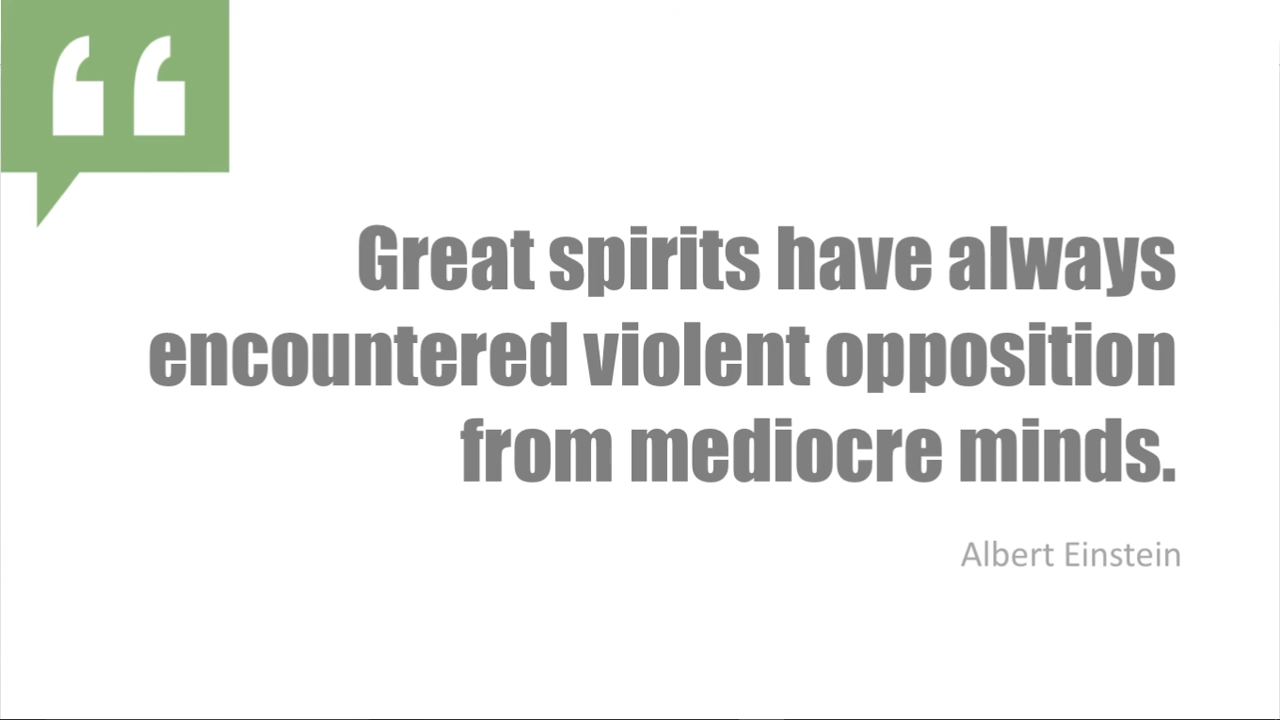 Great spirits have always
encountered violent opposition
from mediocre minds.
Albert Einstein